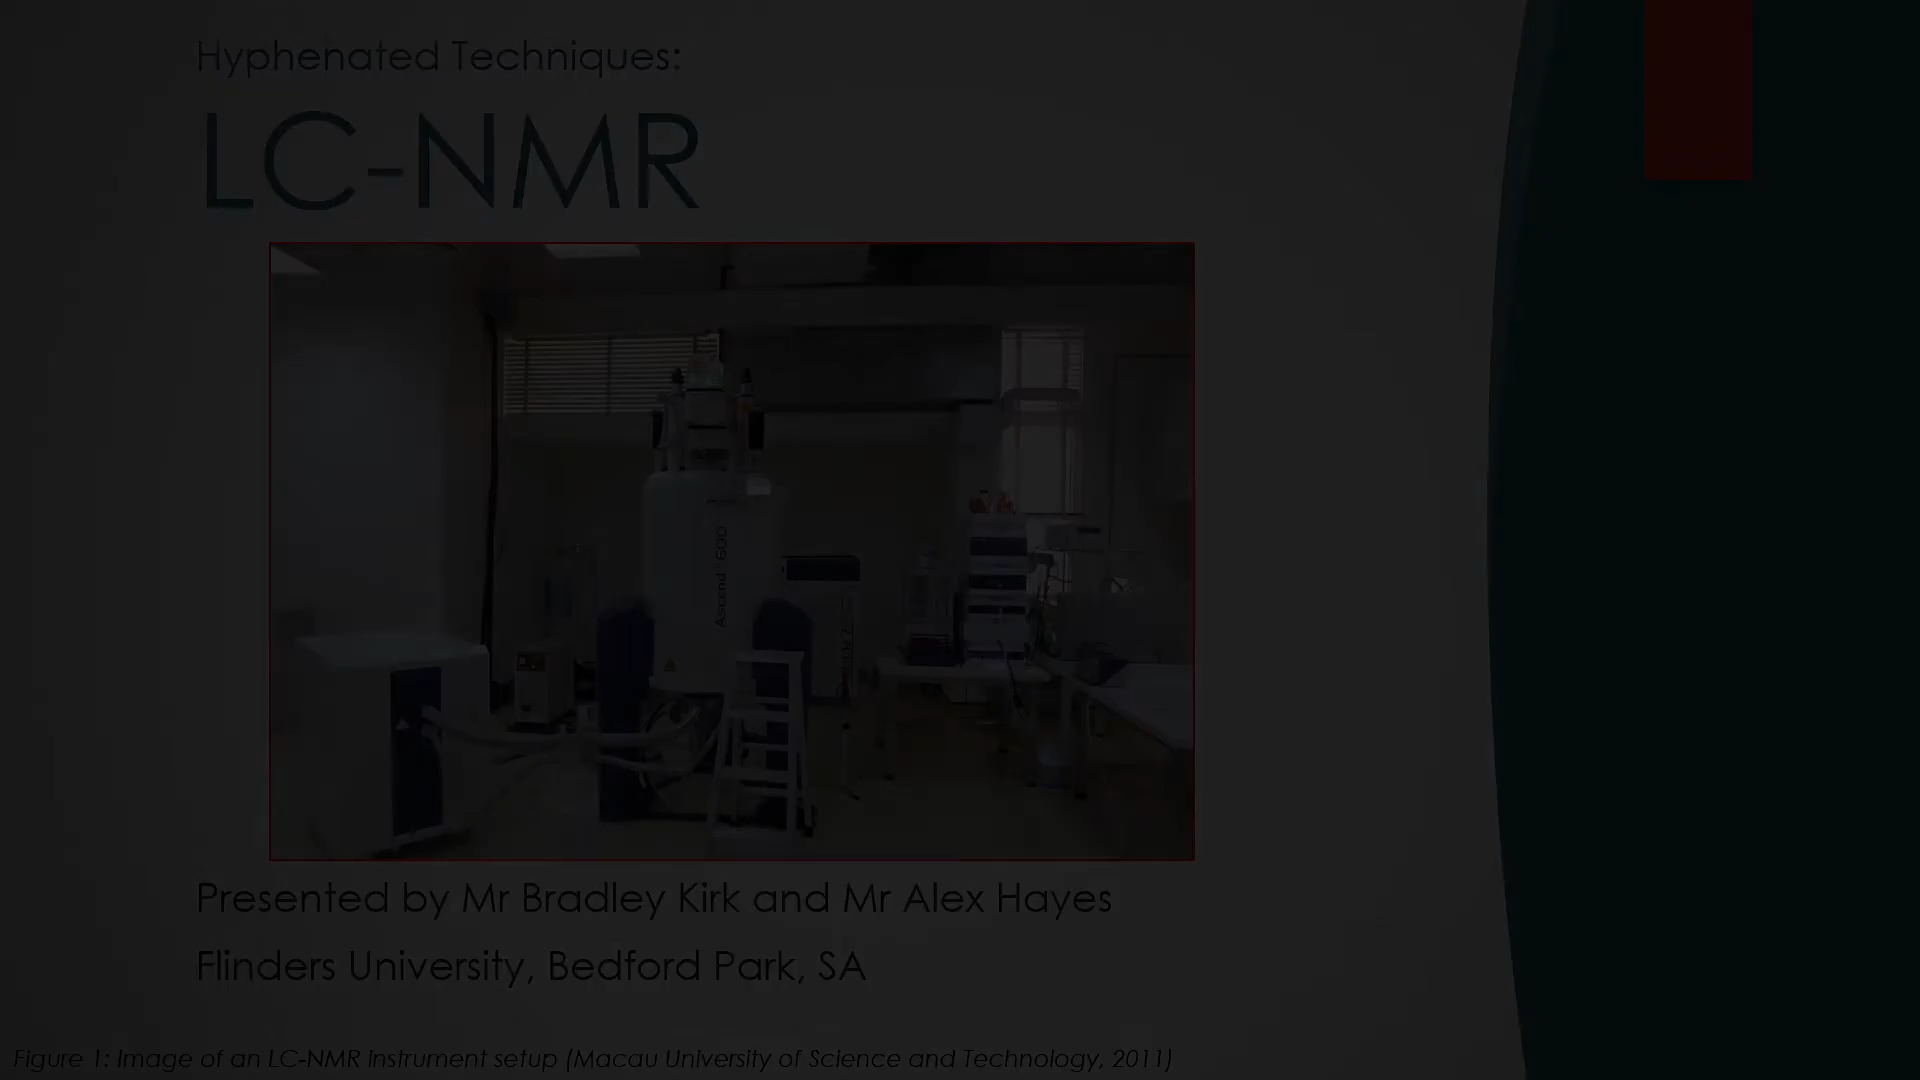 Hyphenated Techniques:
LC-NMR
Ascend 600
Presented by Mr Bradley Kirk and Mr Alex Hayes
Flinders University, Bedford Park, SA
Figure 1: Image of an LC-NMR instrument setup (Macau University of Science and Technology, 2011)